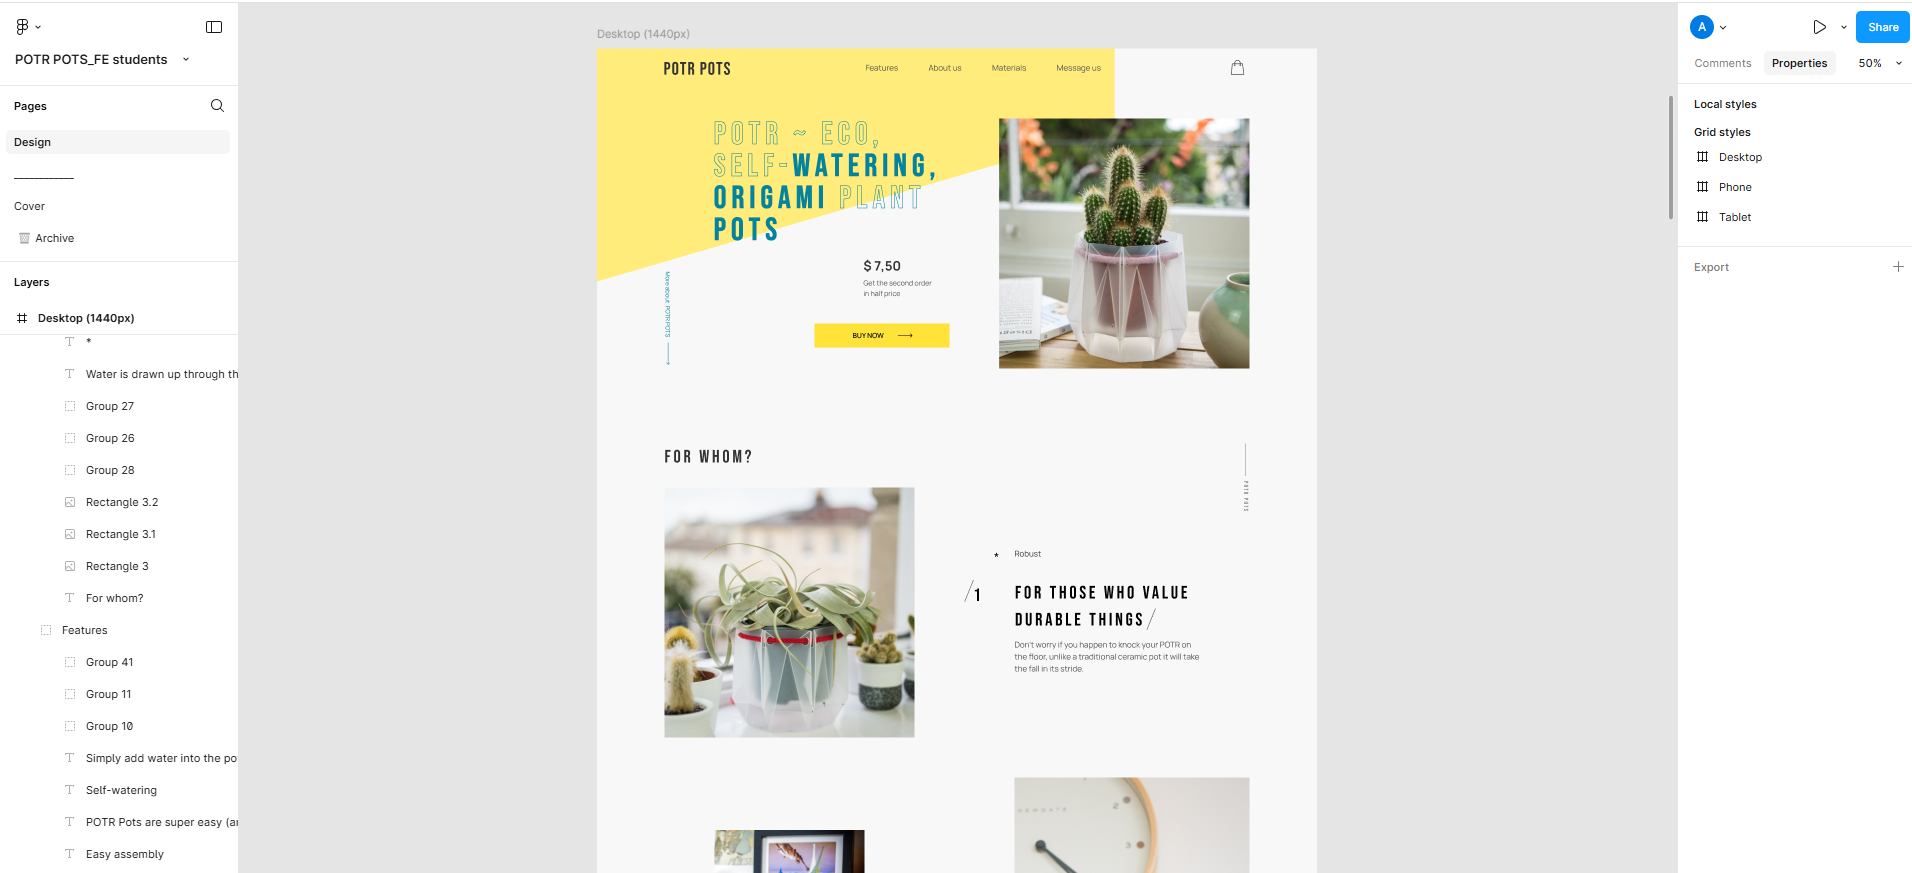 POTR POTS_FE students
Pages
Design
____________
Cover
Archive
Layers
Desktop (1440px)
*
Water is drawn up through th
Group 27
Group 26
Group 28
Rectangle 3.2
Rectangle 3.1
Rectangle 3
For whom?
Features
Group 41
Group 11
Group 10
Simply add water into the po
Self-watering
POTR Pots are super easy (ar
Easy assembly
Desktop (1440px)
POTR POTS
Features
About us
Materials
Message us
POTR ~ ECO,
SELF-WATERING,
ORIGAMI PLANT
POTS
More about POTR POTS
$ 7,50
Get the second order
in half price
BUY NOW
FOR WHOM?
POTR POTS
* Robust
/1
FOR THOSE WHO VALUE
DURABLE THINGS /
Don't worry if you happen to knock your POTR on
the floor, unlike a traditional ceramic pot it will take
the fall in its stride.
2
3
A
Share
Comments
Properties
50%
Local styles
Grid styles
Desktop
Phone
Tablet
Export